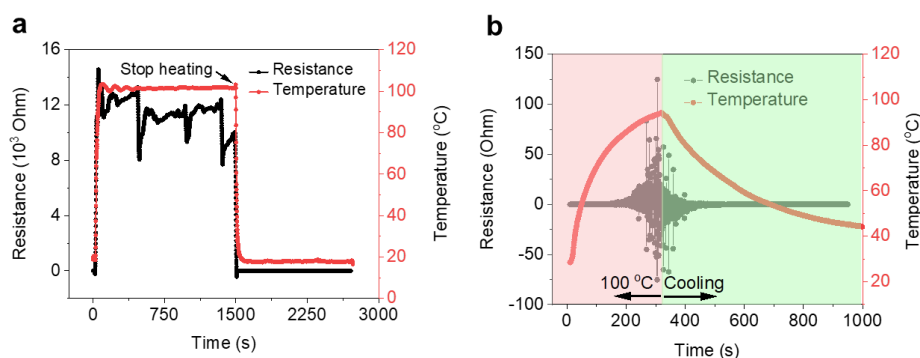 a
16
12
8
4
0
Resistance (10³ Ohm)
Stop heating
Resistance
Temperature
120
100
80
60
40
20
0
Temperature (°C)
0 750 1500 2250 3000
Time (s)
b
150
100
50
0
-50
-100
Resistance (Ohm)
Resistance
Temperature
100 °C Cooling
120
100
80
60
40
20
Temperature (°C)
0 200 400 600 800 1000
Time (s)